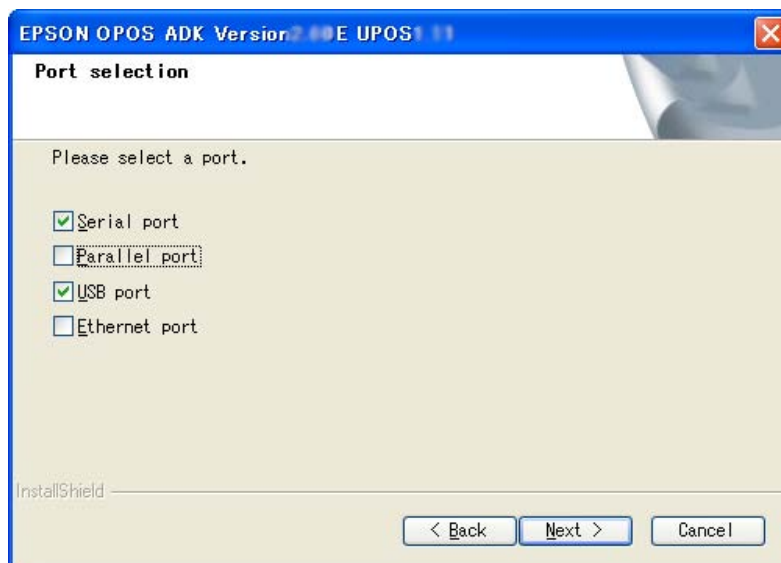 EPSON OPOS ADK Version E UPOS
Port selection
Please select a port.
Serial port
Parallel port
USB port
Ethernet port
InstallShield
< Back
Next >
Cancel